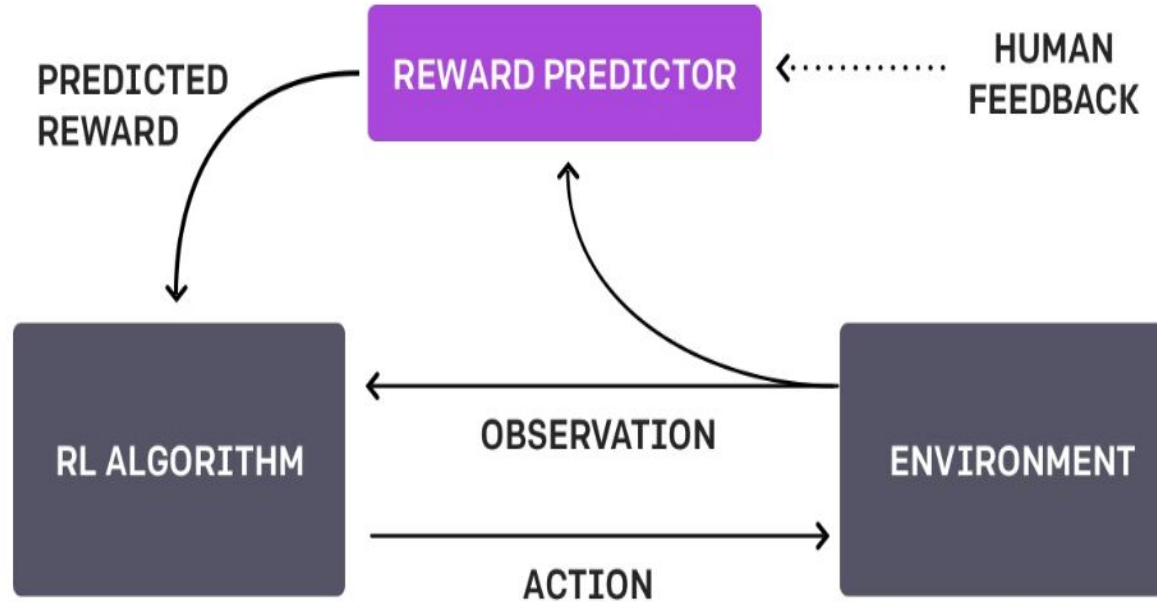 REWARD PREDICTOR
HUMAN
FEEDBACK
PREDICTED
REWARD
OBSERVATION
RL ALGORITHM
ENVIRONMENT
ACTION